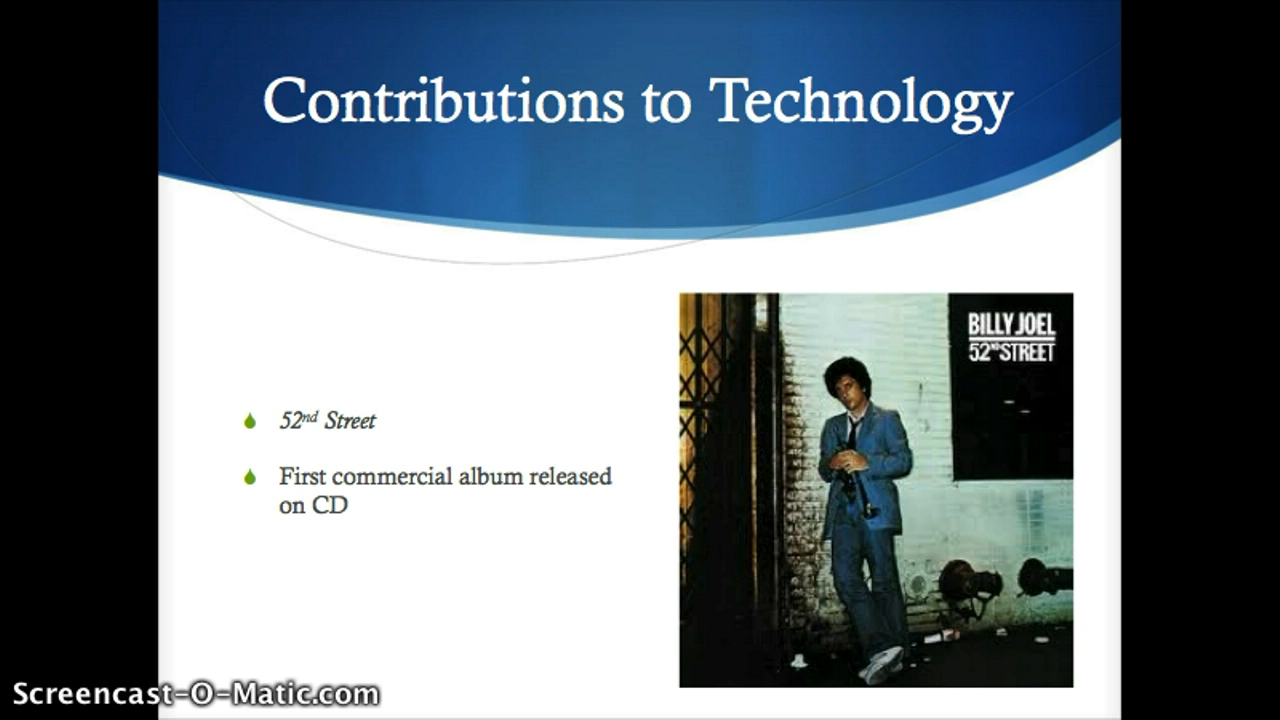 Contributions to Technology
BILLY JOEL
52ND STREET
52nd Street
First commercial album released
on CD
Screencast-O-Matic.com